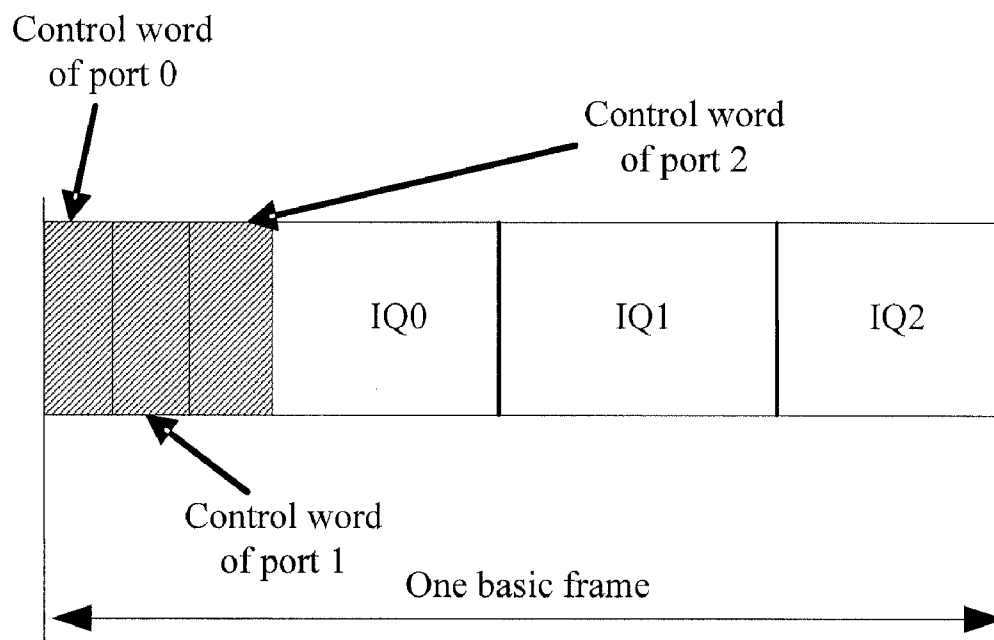 Control word
of port 0
Control word
of port 2
IQ0
IQ1
IQ2
Control word
of port 1
One basic frame